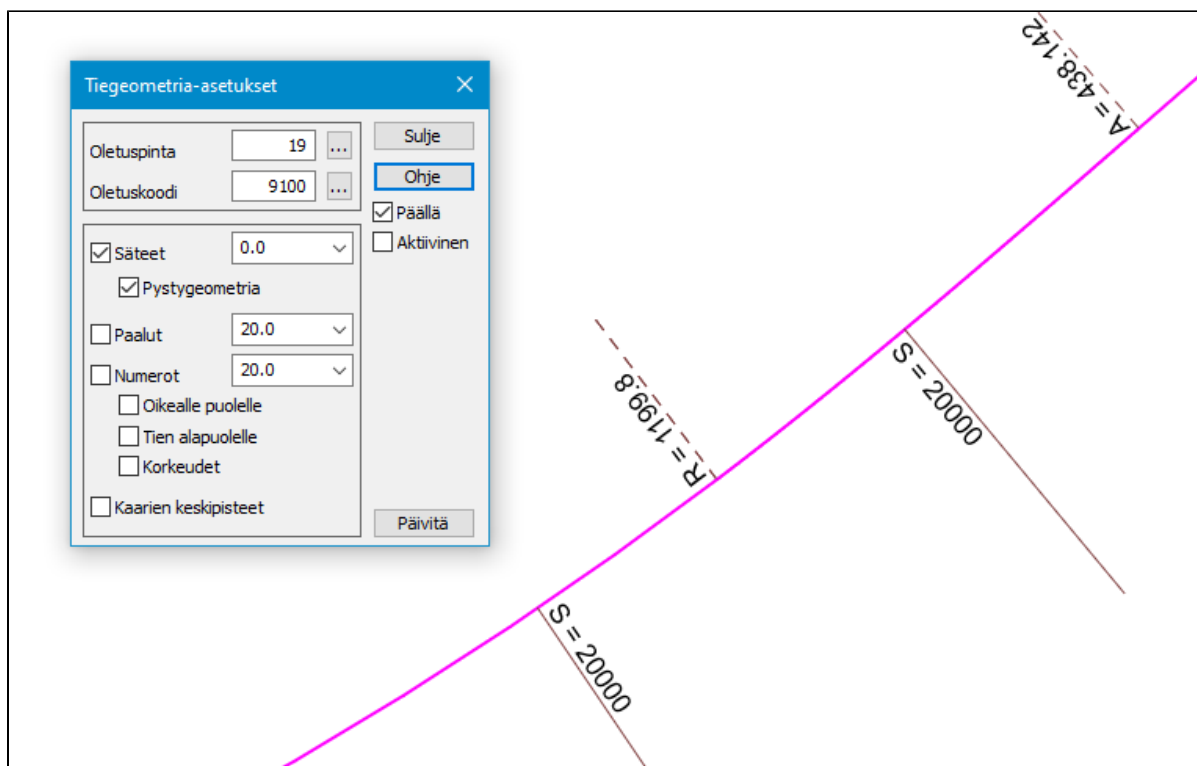 Tiegeometria-asetukset
Oletuspinta 19 ...
Oletuskoodi 9100 ...
Sulje
Ohje
Päällä
Aktiivinen
Säteet 0.0
Pystygeometria
Paalut 20.0
Numerot 20.0
Oikealle puolelle
Tien alapuolelle
Korkeudet
Kaarien keskipisteet
Päivitä
A = 438.142
S = 20000
R = 1199.8
S = 20000